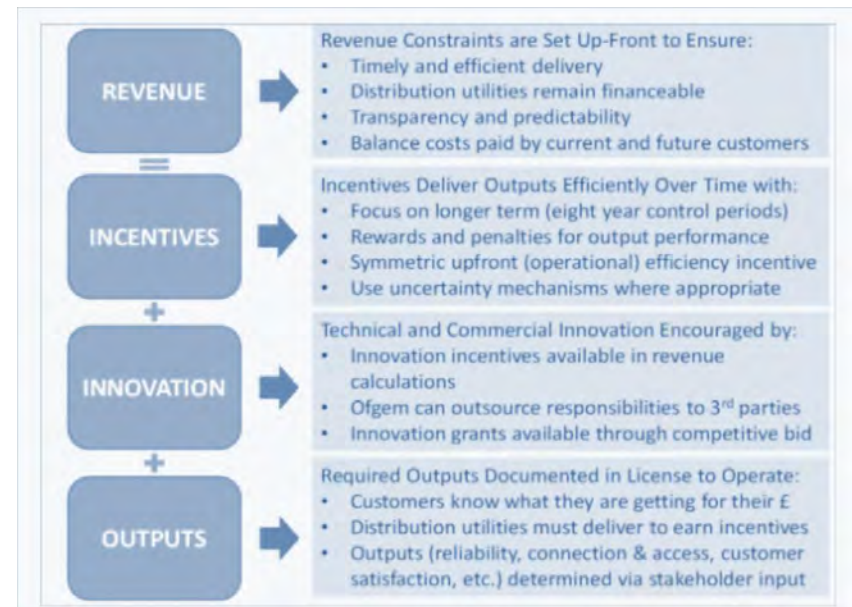 REVENUE
Revenue Constraints are Set Up-Front to Ensure:
• Timely and efficient delivery
• Distribution utilities remain financeable
• Transparency and predictability
• Balance costs paid by current and future customers
=
INCENTIVES
Incentives Deliver Outputs Efficiently Over Time with:
• Focus on longer term (eight year control periods)
• Rewards and penalties for output performance
• Symmetric upfront (operational) efficiency incentive
• Use uncertainty mechanisms where appropriate
+
INNOVATION
Technical and Commercial Innovation Encouraged by:
• Innovation incentives available in revenue
calculations
• Ofgem can outsource responsibilities to 3rd parties
• Innovation grants available through competitive bid
+
OUTPUTS
Required Outputs Documented in License to Operate:
• Customers know what they are getting for their £
• Distribution utilities must deliver to earn incentives
• Outputs (reliability, connection & access, customer
satisfaction, etc.) determined via stakeholder input